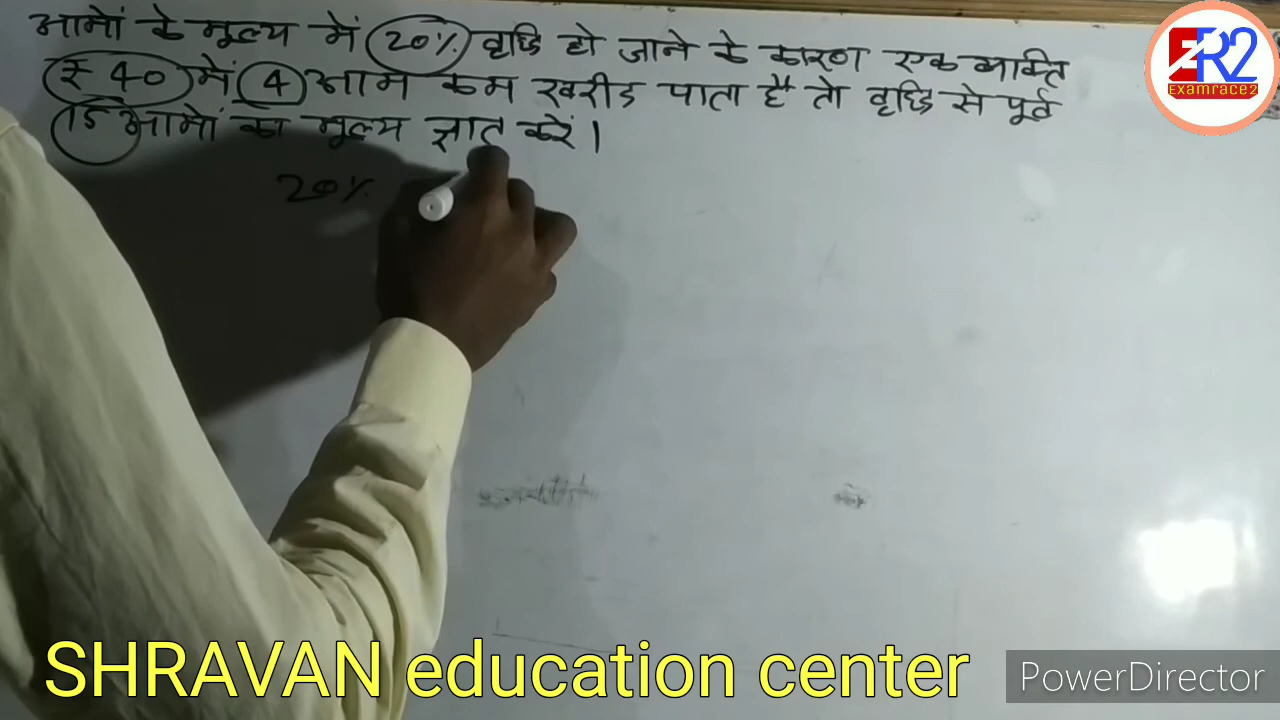 आमों के मूल्य में 20% वृद्धि हो जाने के कारण एक व्यक्ति
₹ 40 में 4 आम कम खरीद पाता है तो वृद्धि से पूर्व
15 आमों का मूल्य ज्ञात करें।
20%
ER2
Examrace2
SHRAVAN education center
PowerDirector